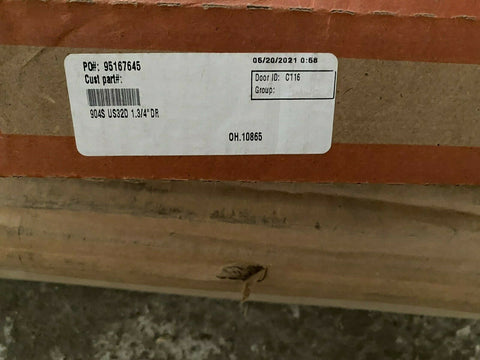 PO#: 95167645
05/20/2021 0:58
Cust part#:
Door ID: C116
Group:
904S US32D 1.3/4" DR
OH.10865